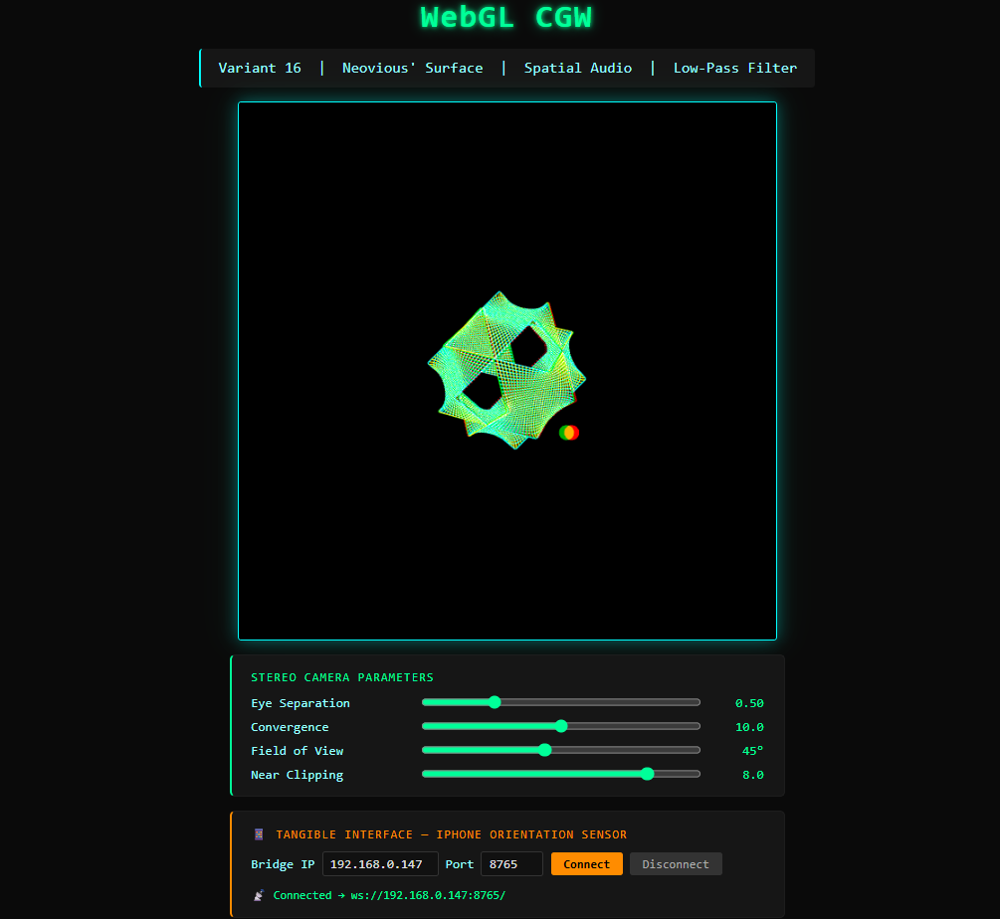 WebGL CGW
Variant 16 | Neovious' Surface | Spatial Audio | Low-Pass Filter
STEREO CAMERA PARAMETERS
Eye Separation 0.50
Convergence 10.0
Field of View 45°
Near Clipping 8.0
TANGIBLE INTERFACE — IPHONE ORIENTATION SENSOR
Bridge IP 192.168.0.147 Port 8765 Connect Disconnect
Connected → ws://192.168.0.147:8765/